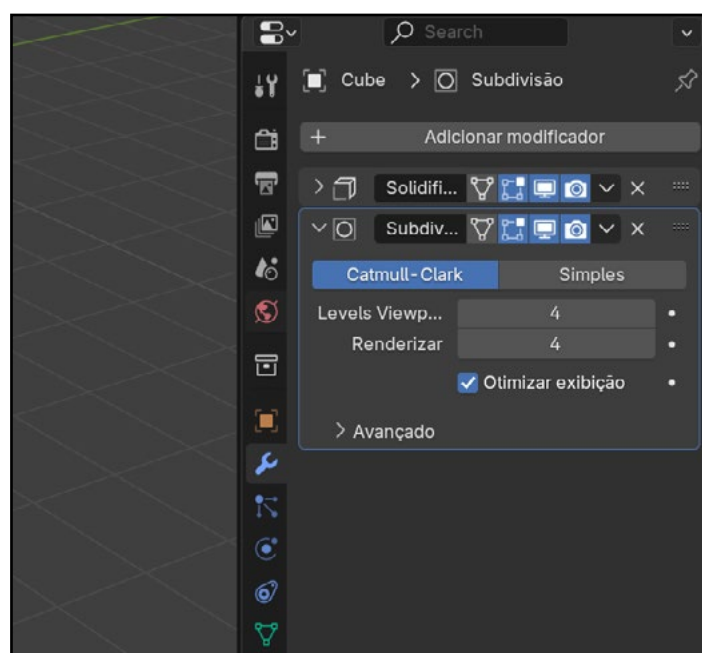 Search
Cube > Subdivisão
+ Adicionar modificador
Solidifi...
Subdiv...
Catmull-Clark Simples
Levels Viewp... 4
Renderizar 4
Otimizar exibição
Avançado